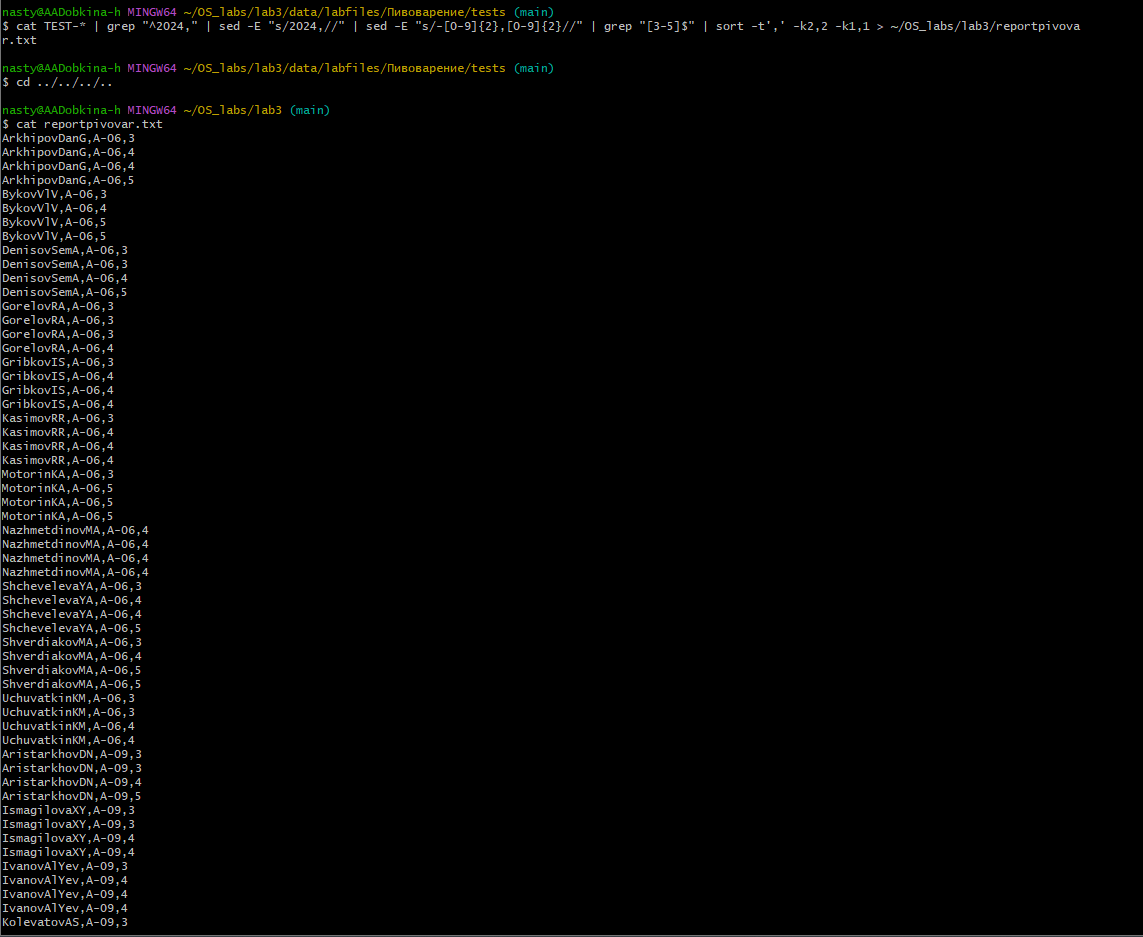 nasty@AADobkina-h MINGW64 ~/OS_labs/lab3/data/labfiles/Пивоварение/tests (main)
$ cat TEST-* | grep "^2024," | sed -E "s/2024,//" | sed -E "s/-[0-9]{2},[0-9]{2}//" | grep "[3-5]$" | sort -t',' -k2,2 -k1,1 > ~/OS_labs/lab3/reportpivova
r.txt
nasty@AADobkina-h MINGW64 ~/OS_labs/lab3/data/labfiles/Пивоварение/tests (main)
$ cd ../../../..
nasty@AADobkina-h MINGW64 ~/OS_labs/lab3 (main)
$ cat reportpivovar.txt
ArkhipovDanG,A-06,3
ArkhipovDanG,A-06,4
ArkhipovDanG,A-06,4
ArkhipovDanG,A-06,5
BykovVlV,A-06,3
BykovVlV,A-06,4
BykovVlV,A-06,5
BykovVlV,A-06,5
DenisovSemA,A-06,3
DenisovSemA,A-06,3
DenisovSemA,A-06,4
DenisovSemA,A-06,5
GorelovRA,A-06,3
GorelovRA,A-06,3
GorelovRA,A-06,3
GorelovRA,A-06,4
GribkovIS,A-06,3
GribkovIS,A-06,4
GribkovIS,A-06,4
GribkovIS,A-06,4
KasimovRR,A-06,3
KasimovRR,A-06,4
KasimovRR,A-06,4
KasimovRR,A-06,4
MotorinKA,A-06,3
MotorinKA,A-06,5
MotorinKA,A-06,5
MotorinKA,A-06,5
NazhmetdinovMA,A-06,4
NazhmetdinovMA,A-06,4
NazhmetdinovMA,A-06,4
NazhmetdinovMA,A-06,4
ShchevelevaYA,A-06,3
ShchevelevaYA,A-06,4
ShchevelevaYA,A-06,4
ShchevelevaYA,A-06,5
ShverdiakovMA,A-06,3
ShverdiakovMA,A-06,4
ShverdiakovMA,A-06,5
ShverdiakovMA,A-06,5
UchuvatkinKM,A-06,3
UchuvatkinKM,A-06,3
UchuvatkinKM,A-06,4
UchuvatkinKM,A-06,4
AristarkhovDN,A-09,3
AristarkhovDN,A-09,3
AristarkhovDN,A-09,4
AristarkhovDN,A-09,5
IsmagilovaXY,A-09,3
IsmagilovaXY,A-09,3
IsmagilovaXY,A-09,4
IsmagilovaXY,A-09,4
IvanovAlYev,A-09,3
IvanovAlYev,A-09,4
IvanovAlYev,A-09,4
IvanovAlYev,A-09,4
KolevatovAS,A-09,3